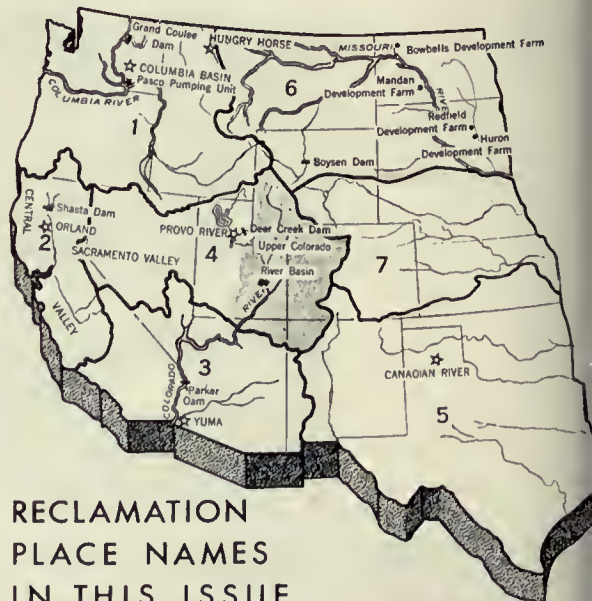 Grand Coulee
Dam
HUNGRY HORSE
MISSOURI
Bowbells Development Farm
COLUMBIA BASIN
Pasco Pumping Unit
COLUMBIA RIVER
6
Mandan
Development Farm
RIVER
Redfield
Development Farm
Huron
Development Farm
1
Boysen Dam
CENTRAL
VALLEY
Shasta Dam
2
ORLAND
SACRAMENTO VALLEY
PROVO RIVER
Deer Creek Dam
4
Upper Colorado
River Basin
RIVER
7
3
COLORADO
Parker
Dam
YUMA
CANADIAN RIVER
5
RECLAMATION
PLACE NAMES
IN THIS ISSUE